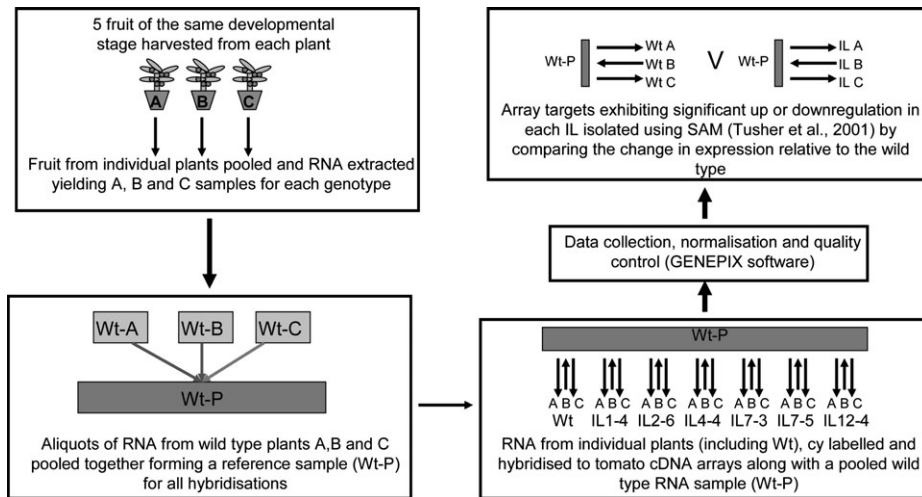 5 fruit of the same developmental
stage harvested from each plant
A B C
Fruit from individual plants pooled and RNA extracted
yielding A, B and C samples for each genotype
Wt-A Wt-B Wt-C
Wt-P
Aliquots of RNA from wild type plants A,B and C
pooled together forming a reference sample (Wt-P)
for all hybridisations
Wt-P
A B C A B C A B C A B C A B C A B C A B C
Wt IL1-4 IL2-6 IL4-4 IL7-3 IL7-5 IL12-4
RNA from individual plants (including Wt), cy labelled and
hybridised to tomato cDNA arrays along with a pooled wild
type RNA sample (Wt-P)
Data collection, normalisation and quality
control (GENEPIX software)
Wt A IL A
Wt-P Wt B V Wt-P IL B
Wt C IL C
Array targets exhibiting significant up or downregulation in
each IL isolated using SAM (Tusher et al., 2001) by
comparing the change in expression relative to the wild
type